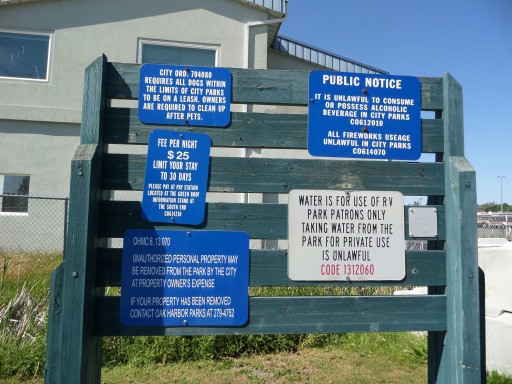 CITY ORD. 704080
REQUIRES ALL DOGS WITHIN
THE LIMITS OF CITY PARKS
TO BE ON A LEASH. OWNERS
ARE REQUIRED TO CLEAN UP
AFTER PETS.
PUBLIC NOTICE
IT IS UNLAWFUL TO CONSUME
OR POSSESS ALCOHOLIC
BEVERAGE IN CITY PARKS
CO612010
ALL FIREWORKS USEAGE
UNLAWFUL IN CITY PARKS
CO614070
FEE PER NIGHT
$25
LIMIT YOUR STAY
TO 30 DAYS
PLEASE PAY AT PAY STATION
LOCATED AT THE GREEN ROOF
INFORMATION STAND AT
THE SOUTH END
WATER IS FOR USE OF RV
PARK PATRONS ONLY
TAKING WATER FROM THE
PARK FOR PRIVATE USE
IS UNLAWFUL
CODE 1312060
OHMC 6.13.070
UNAUTHORIZED PERSONAL PROPERTY MAY
BE REMOVED FROM THE PARK BY THE CITY
AT PROPERTY OWNER'S EXPENSE
IF YOUR PROPERTY HAS BEEN REMOVED
CONTACT OAK HARBOR PARKS AT 279-4752